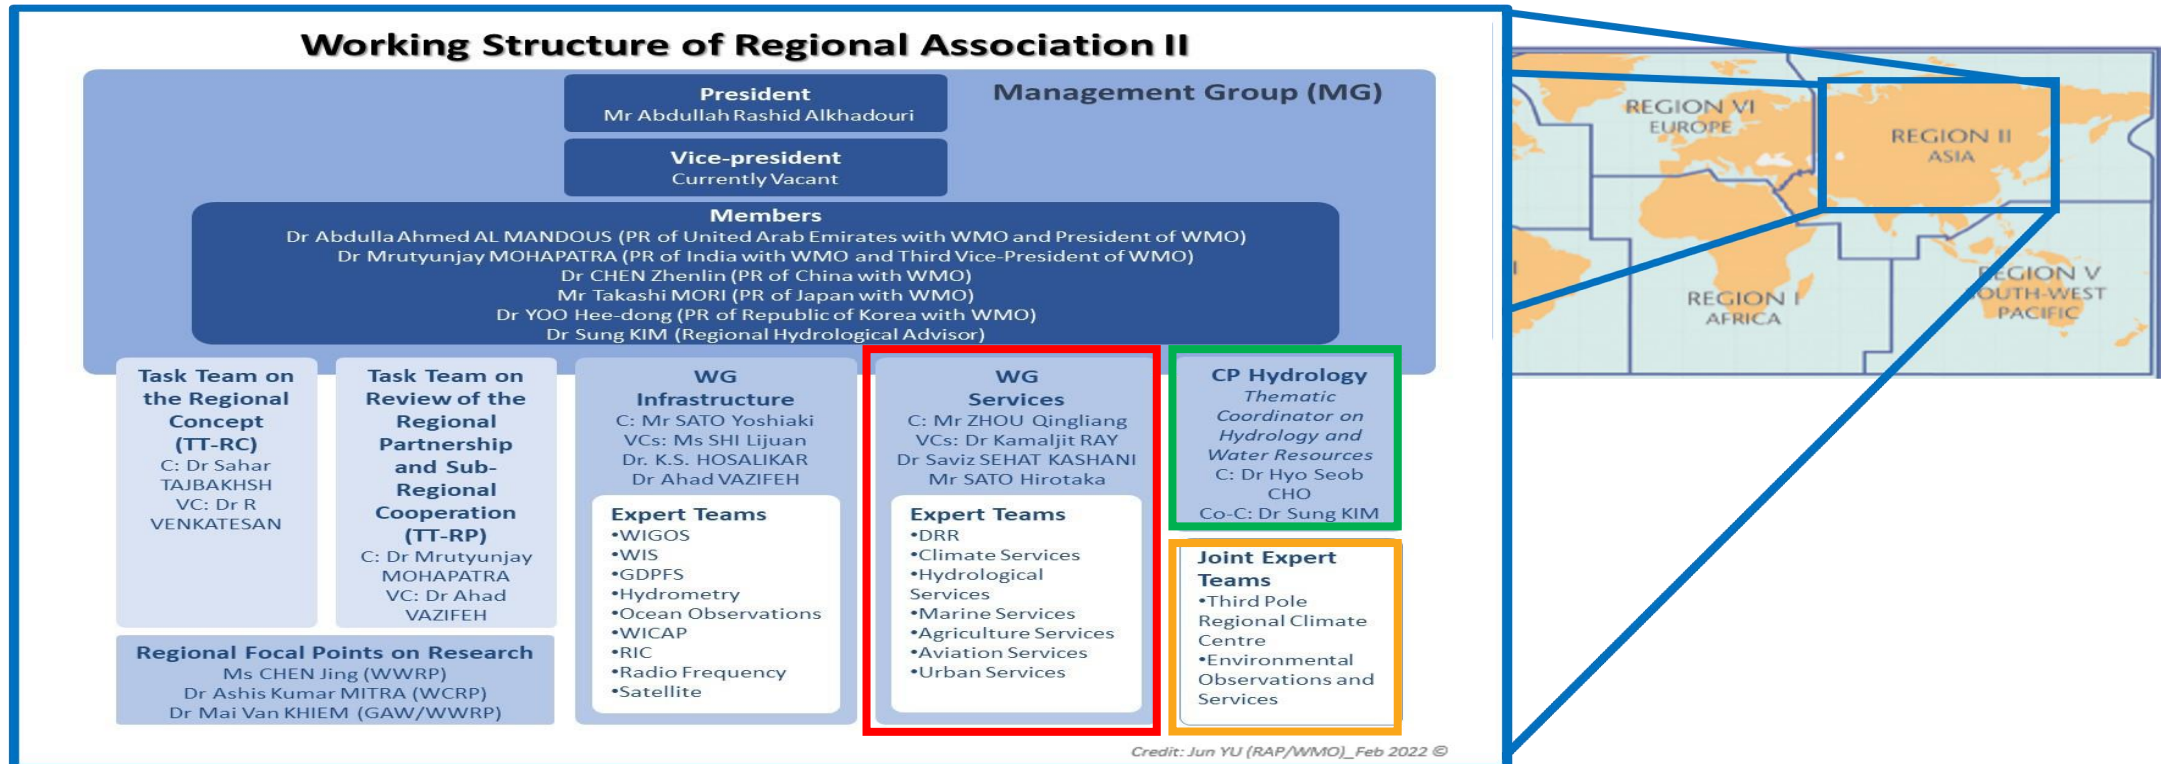 Working Structure of Regional Association II
Management Group (MG)
President
Mr Abdullah Rashid Alkhadouri
Vice-president
Currently Vacant
Members
Dr Abdulla Ahmed AL MANDOUS (PR of United Arab Emirates with WMO and President of WMO)
Dr Mrutyunjay MOHAPATRA (PR of India with WMO and Third Vice-President of WMO)
Dr CHEN Zhenlin (PR of China with WMO)
Mr Takashi MORI (PR of Japan with WMO)
Dr YOO Hee-dong (PR of Republic of Korea with WMO)
Dr Sung KIM (Regional Hydrological Advisor)
Task Team on
the Regional
Concept
(TT-RC)
C: Dr Sahar
TAJBAKHSH
VC: Dr R
VENKATESAN
Task Team on
Review of the
Regional
Partnership
and Sub-
Regional
Cooperation
(TT-RP)
C: Dr Mrutyunjay
MOHAPATRA
VC: Dr Ahad
VAZIFEH
Regional Focal Points on Research
Ms CHEN Jing (WWRP)
Dr Ashis Kumar MITRA (WCRP)
Dr Mai Van KHIEM (GAW/WWRP)
WG
Infrastructure
C: Mr SATO Yoshiaki
VCs: Ms SHI Lijuan
Dr. K.S. HOSALIKAR
Dr Ahad VAZIFEH
Expert Teams
•WIGOS
•WIS
•GDPFS
•Hydrometry
•Ocean Observations
•WICAP
•RIC
•Radio Frequency
•Satellite
WG
Services
C: Mr ZHOU Qingliang
VCs: Dr Kamaljit RAY
Dr Saviz SEHAT KASHANI
Mr SATO Hirotaka
Expert Teams
•DRR
•Climate Services
•Hydrological
Services
•Marine Services
•Agriculture Services
•Aviation Services
•Urban Services
CP Hydrology
Thematic
Coordinator on
Hydrology and
Water Resources
C: Dr Hyo Seob
CHO
Co-C: Dr Sung KIM
Joint Expert
Teams
•Third Pole
Regional Climate
Centre
•Environmental
Observations and
Services
Credit: Jun YU (RAP/WMO)_Feb 2022 ©
REGION VI
EUROPE
REGION II
ASIA
REGION I
AFRICA
REGION V
SOUTH-WEST
PACIFIC